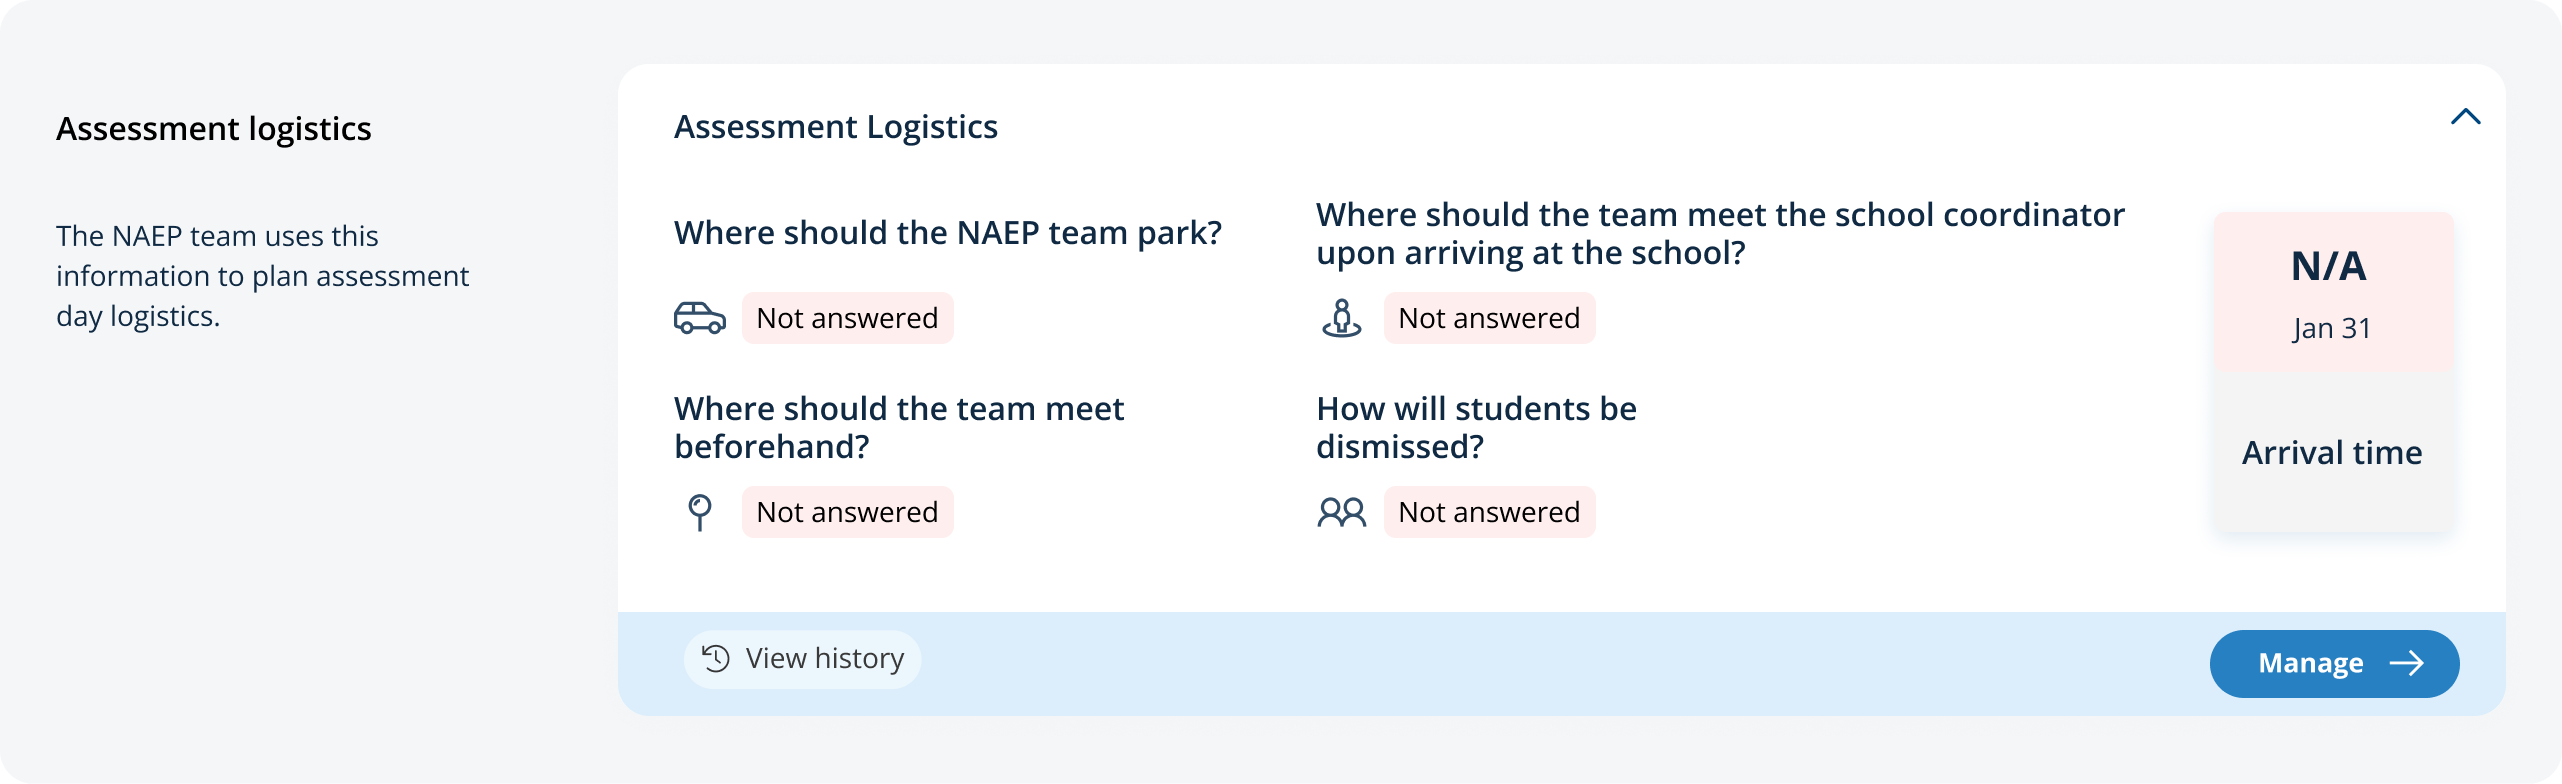 Assessment logistics
The NAEP team uses this
information to plan assessment
day logistics.
Assessment Logistics
Where should the NAEP team park?
Not answered
Where should the team meet the school coordinator
upon arriving at the school?
Not answered
Where should the team meet
beforehand?
Not answered
How will students be
dismissed?
Not answered
N/A
Jan 31
Arrival time
View history
Manage